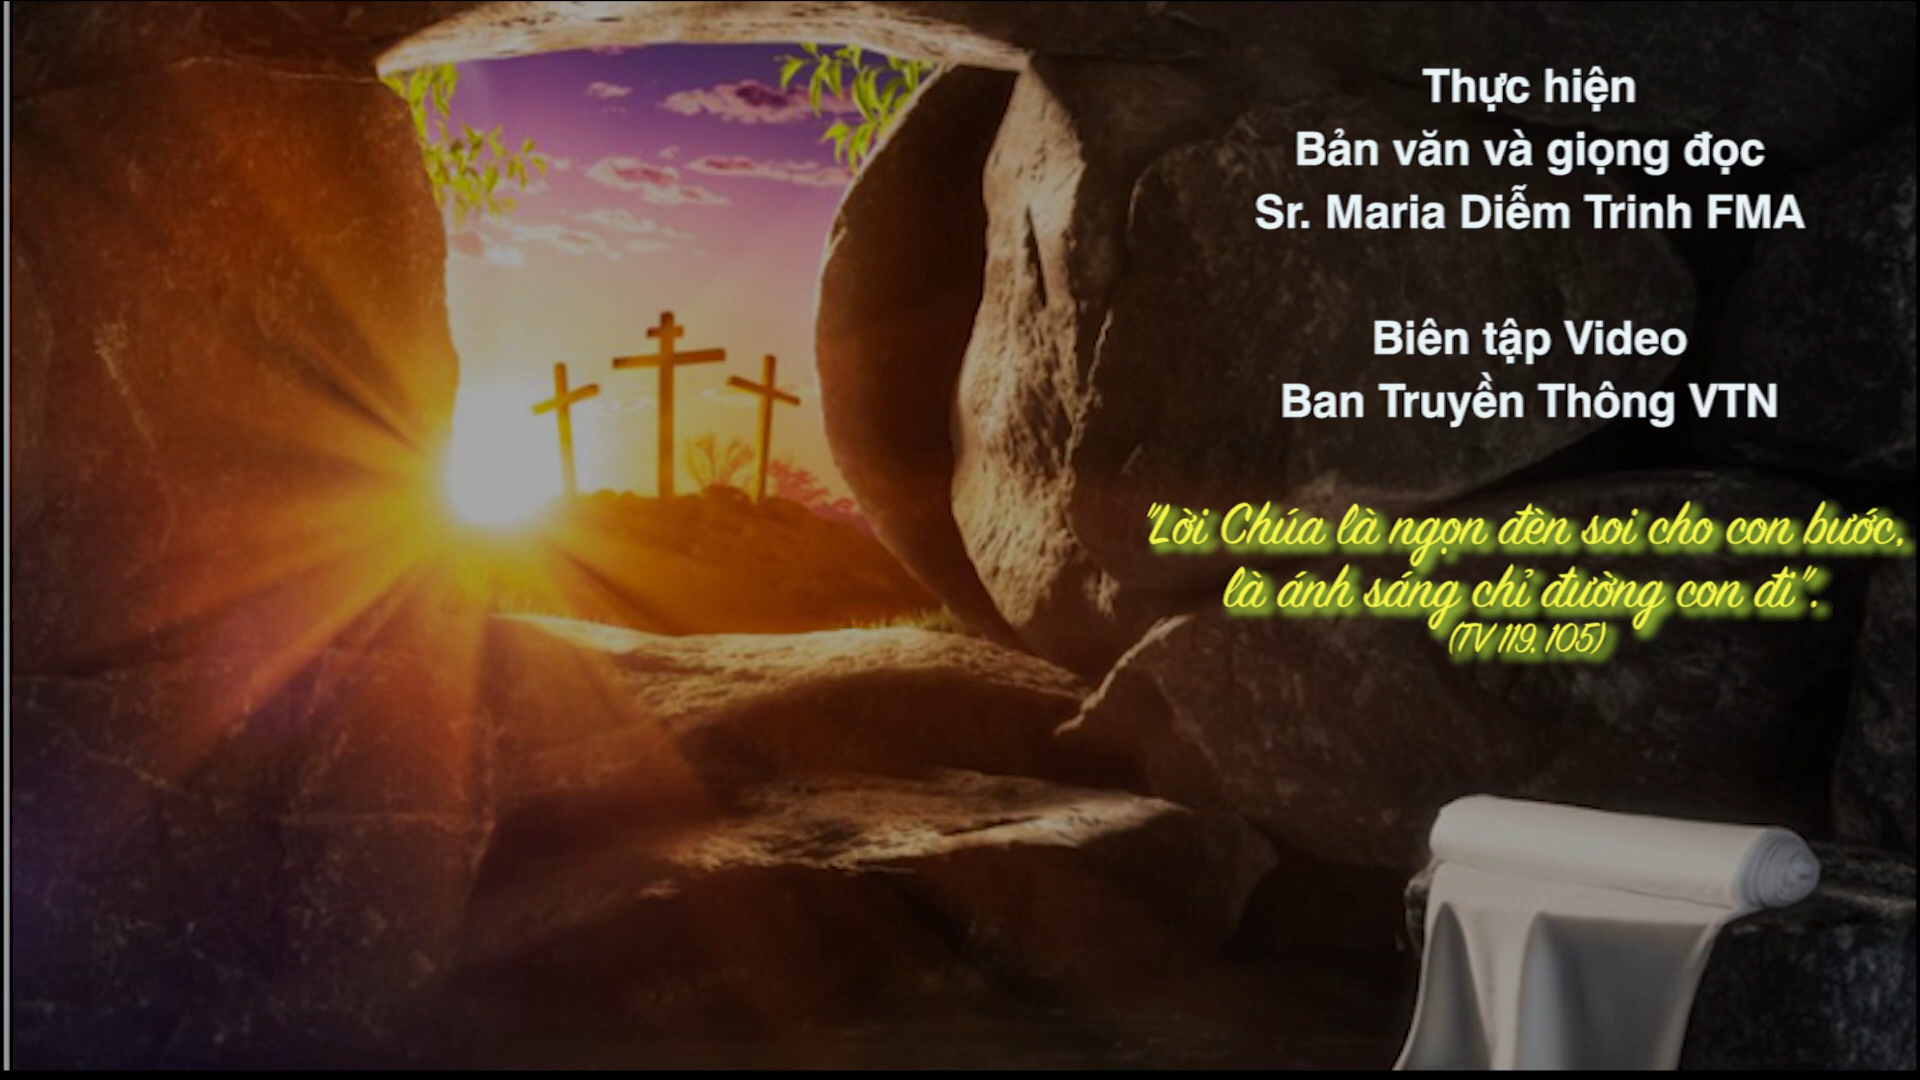 Thực hiện
Bản văn và giọng đọc
Sr. Maria Diễm Trinh FMA
Biên tập Video
Ban Truyền Thông VTN
"Lời Chúa là ngọn đèn soi cho con bước,
là ánh sáng chỉ đường con đi".
(TV 119, 105)